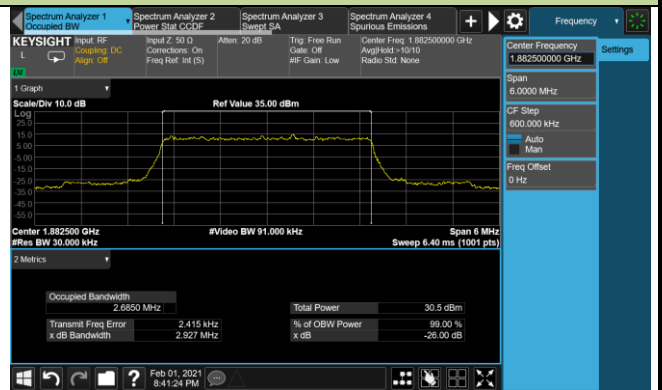 Spectrum Analyzer 1
Occupied BW
Spectrum Analyzer 2
Power Stat CCDF
Spectrum Analyzer 3
Swept SA
Spectrum Analyzer 4
Spurious Emissions
Frequency
KEYSIGHT
L
Input: RF
Coupling: DC
Align: Off
Input Z: 50 Ω
Corrections: On
Freq Ref: Int (S)
Atten: 20 dB
Trig: Free Run
Gate: Off
#IF Gain: Low
Center Freq: 1.882500000 GHz
Avg|Hold:>10/10
Radio Std: None
LW
Center Frequency
1.882500000 GHz
Settings
Span
6.0000 MHz
CF Step
600.000 kHz
Auto
Man
Freq Offset
0 Hz
1 Graph
Scale/Div 10.0 dB
Ref Value 35.00 dBm
Log
25.0
15.0
5.00
-5.00
-15.0
-25.0
-35.0
-45.0
-55.0
Center 1.882500 GHz
#Video BW 91.000 kHz
Span 6 MHz
#Res BW 30.000 kHz
Sweep 6.40 ms (1001 pts)
2 Metrics
Occupied Bandwidth
2.6850 MHz
Total Power 30.5 dBm
Transmit Freq Error 2.415 kHz
% of OBW Power 99.00 %
x dB Bandwidth 2.927 MHz
x dB -26.00 dB
Feb 01, 2021
8:41:24 PM